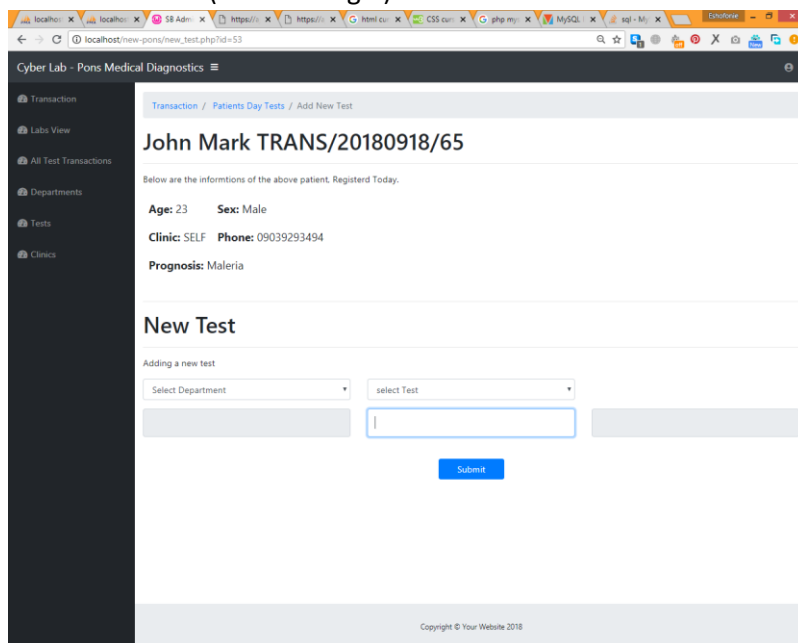 localhost
localhost
SB Admi
https://
https://
html cu
CSS cur
php my
MySQL
sql - My
Eshofonie
localhost/new-pons/new_test.php?id=53
off
New
Cyber Lab - Pons Medical Diagnostics
Transaction
Labs View
All Test Transactions
Departments
Tests
Clinics
Transaction / Patients Day Tests / Add New Test
John Mark TRANS/20180918/65
Below are the informtions of the above patient, Registerd Today.
Age: 23 Sex: Male
Clinic: SELF Phone: 09039293494
Prognosis: Maleria
New Test
Adding a new test
Select Department
select Test
Submit
Copyright © Your Website 2018